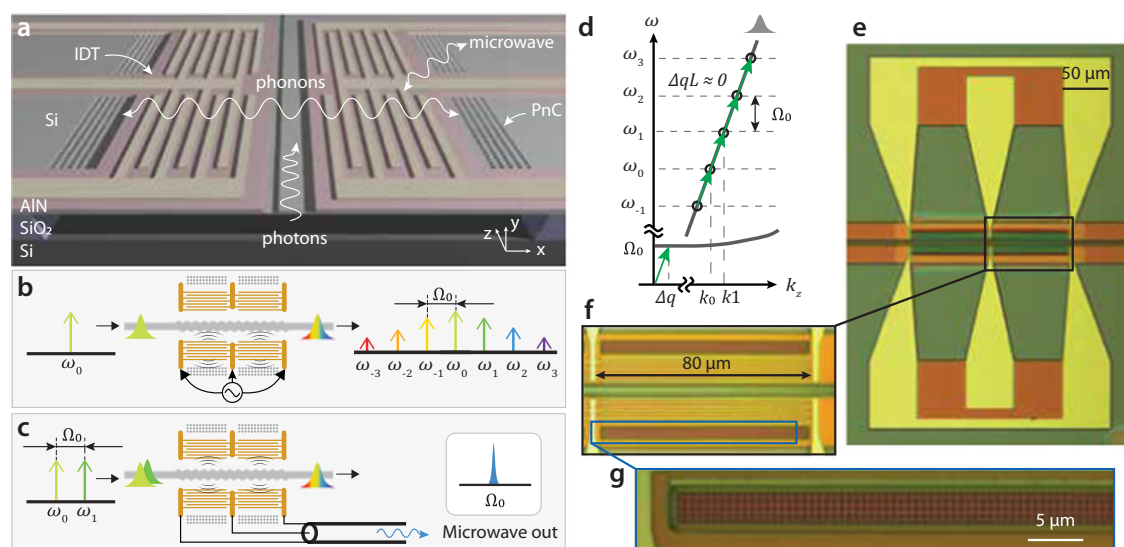 a
IDT
microwave
phonons
Si
PnC
AlN
SiO₂
Si
photons
y
z
x
b
Ω₀
ω₀
ω₋₃
ω₋₂
ω₋₁
ω₀
ω₁
ω₂
ω₃
c
Ω₀
ω₀
ω₁
Ω₀
Microwave out
d
ω
ω₃
ΔqL ≈ 0
ω₂
Ω₀
ω₁
ω₀
ω₋₁
Ω₀
Δq
k₀
k1
k_z
e
50 μm
f
80 μm
g
5 μm